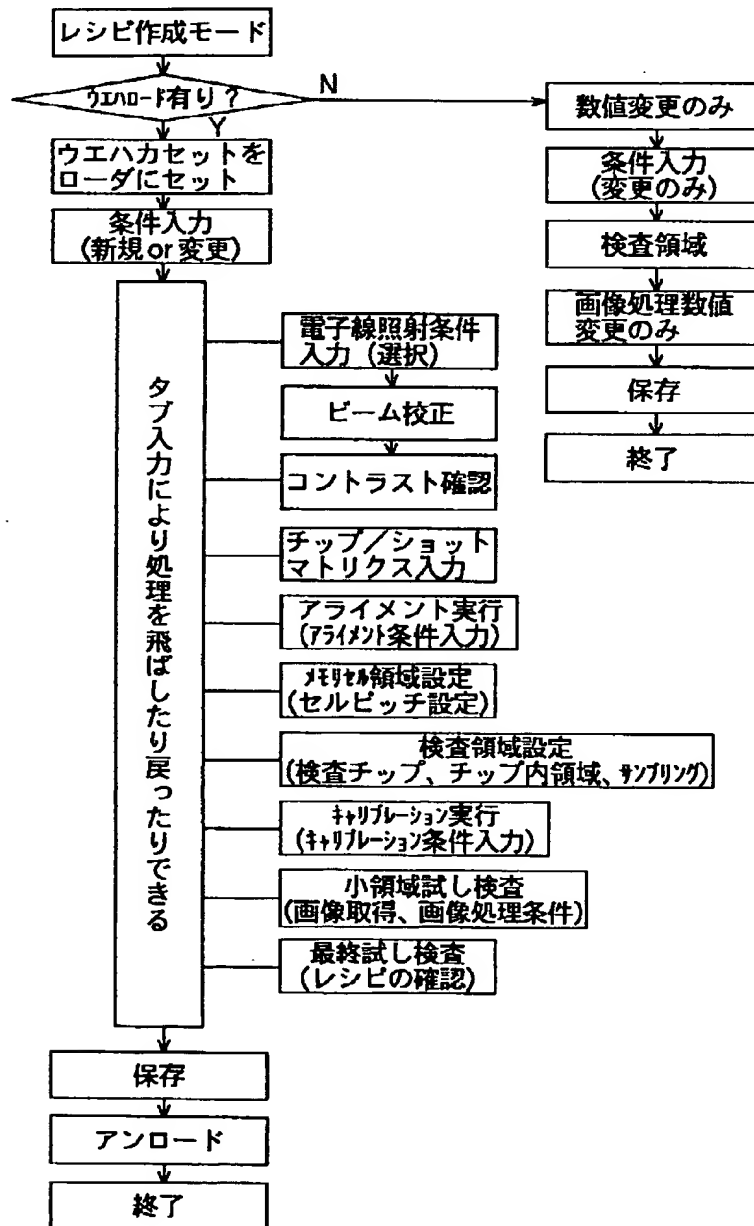 レシピ作成モード
ウエハロード有り？
N
Y
ウエハカセットを
ローダにセット
条件入力
(新規or変更)
タブ入力により処理を飛ばしたり戻ったりできる
電子線照射条件
入力（選択）
ビーム校正
コントラスト確認
チップ／ショット
マトリクス入力
アライメント実行
(アライメント条件入力)
メモリセル領域設定
(セルピッチ設定)
検査領域設定
(検査チップ、チップ内領域、サンプリング)
キャリブレーション実行
(キャリブレーション条件入力)
小領域試し検査
(画像取得、画像処理条件)
最終試し検査
(レシピの確認)
保存
アンロード
終了
数値変更のみ
条件入力
(変更のみ)
検査領域
画像処理数値
変更のみ
保存
終了